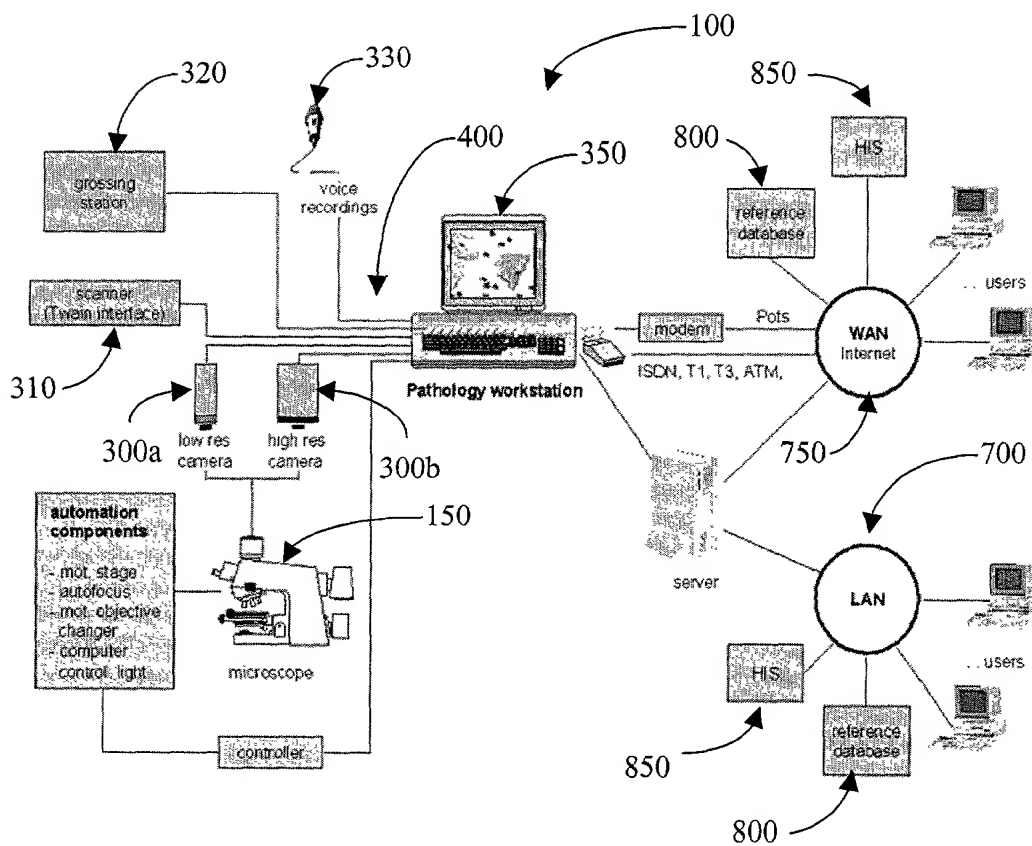 100
320
330
850
400
800
350
HIS
grossing
station
voice
recordings
reference
database
scanner
(Twain interface)
. . users
modem
Pots
WAN
Internet
310
Pathology workstation
ISDN, T1, T3, ATM,
300a
low res
camera
high res
camera
300b
750
700
automation
components
- mot. stage
- autofocus
- mot. objective
changer
- computer
control. light
150
microscope
server
LAN
HIS
. . users
controller
850
reference
database
800